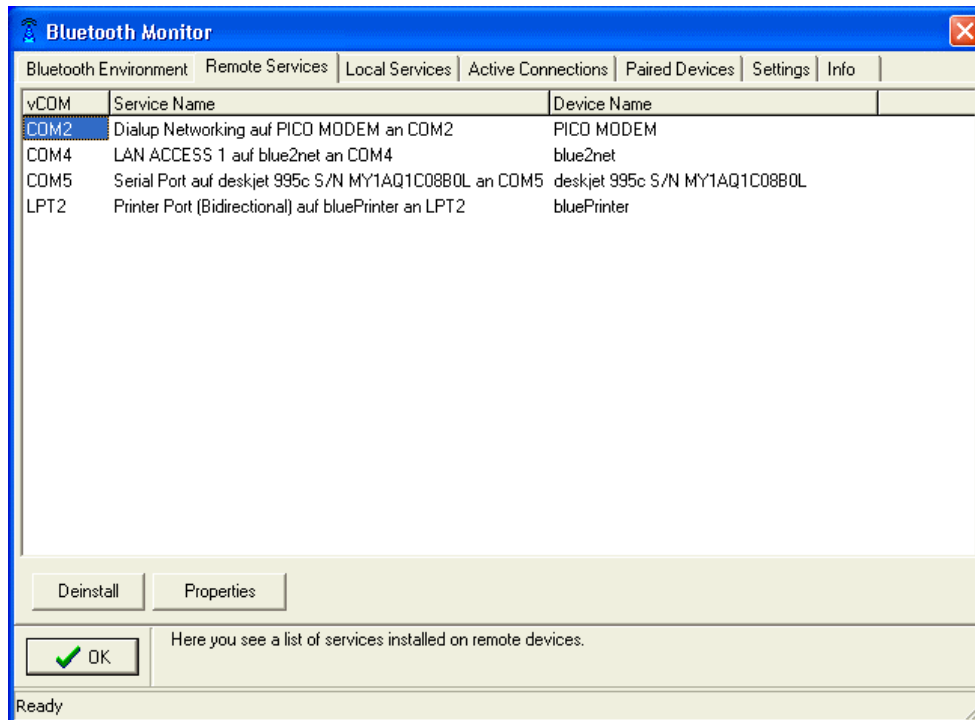 Bluetooth Monitor
Bluetooth Environment Remote Services Local Services Active Connections Paired Devices Settings Info
vCOM Service Name Device Name
COM2 Dialup Networking auf PICO MODEM an COM2 PICO MODEM
COM4 LAN ACCESS 1 auf blue2net an COM4 blue2net
COM5 Serial Port auf deskjet 995c S/N MY1AQ1C08B0L an COM5 deskjet 995c S/N MY1AQ1C08B0L
LPT2 Printer Port (Bidirectional) auf bluePrinter an LPT2 bluePrinter
Deinstall Properties
OK Here you see a list of services installed on remote devices.
Ready